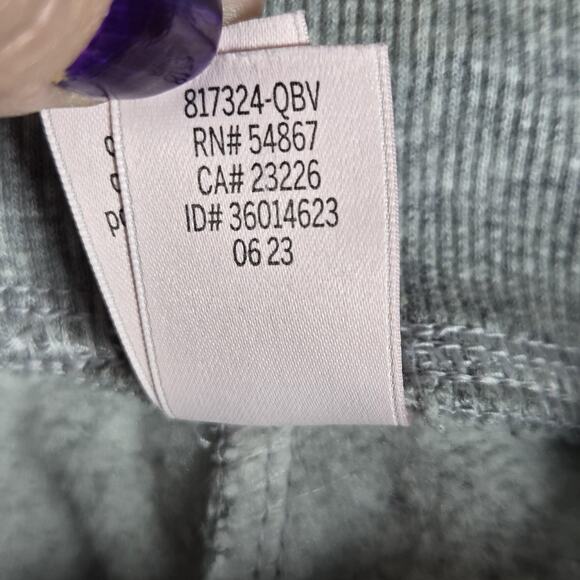 817324-QBV
RN# 54867
CA# 23226
ID# 36014623
06 23